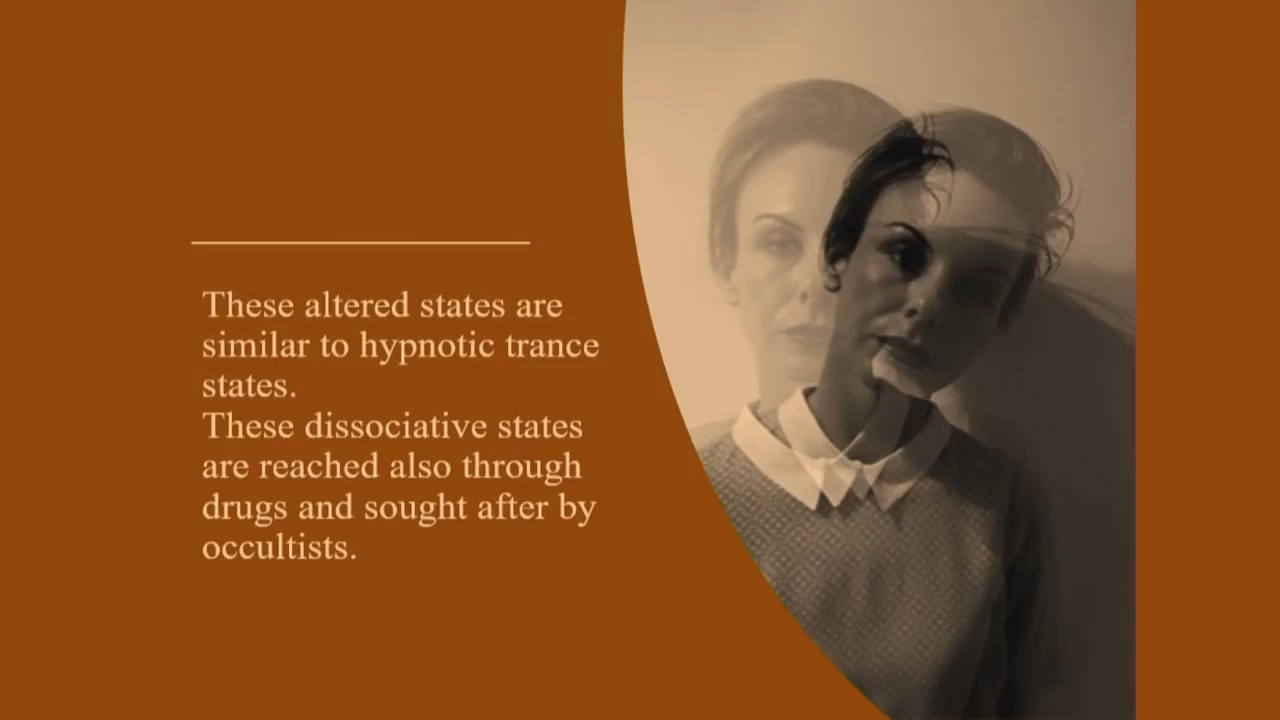 These altered states are
similar to hypnotic trance
states.
These dissociative states
are reached also through
drugs and sought after by
occultists.